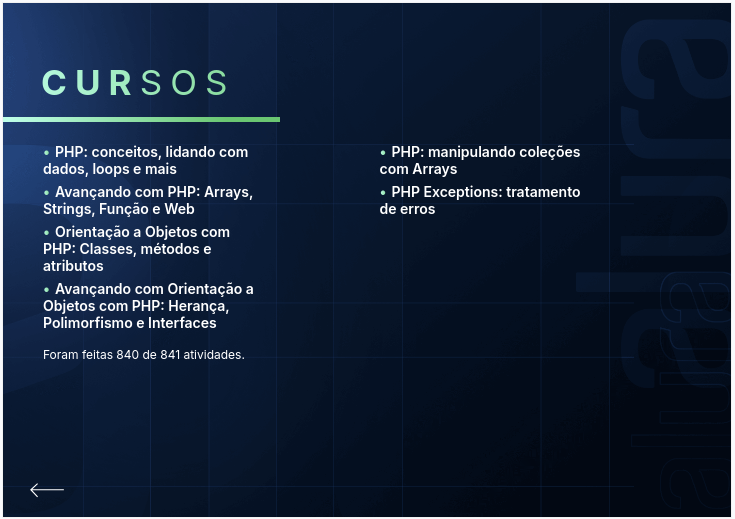 CURSOS
• PHP: conceitos, lidando com
dados, loops e mais
• Avançando com PHP: Arrays,
Strings, Função e Web
• Orientação a Objetos com
PHP: Classes, métodos e
atributos
• Avançando com Orientação a
Objetos com PHP: Herança,
Polimorfismo e Interfaces
Foram feitas 840 de 841 atividades.
• PHP: manipulando coleções
com Arrays
• PHP Exceptions: tratamento
de erros
alura
alura